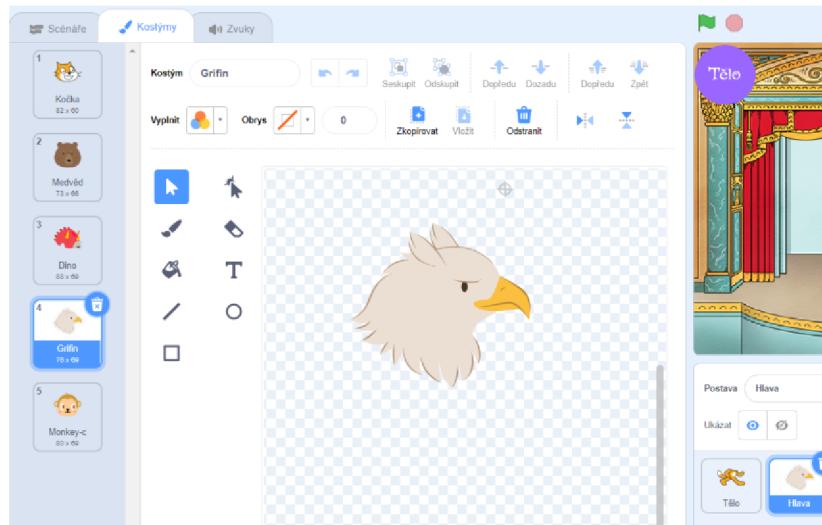 Scénáře
Kostýmy
Zvuky
1
Kočka
82 x 60
2
Medvěd
73 x 66
3
Dino
88 x 69
4
Grifin
76 x 69
5
Monkey-c
80 x 69
Kostým
Grifin
Seskupit
Odskupit
Dopředu
Dozadu
Dopředu
Zpět
Vyplnit
Obrys
0
Zkopírovat
Vložit
Odstranit
T
Tělo
Postava
Hlava
Ukázat
Tělo
Hlava